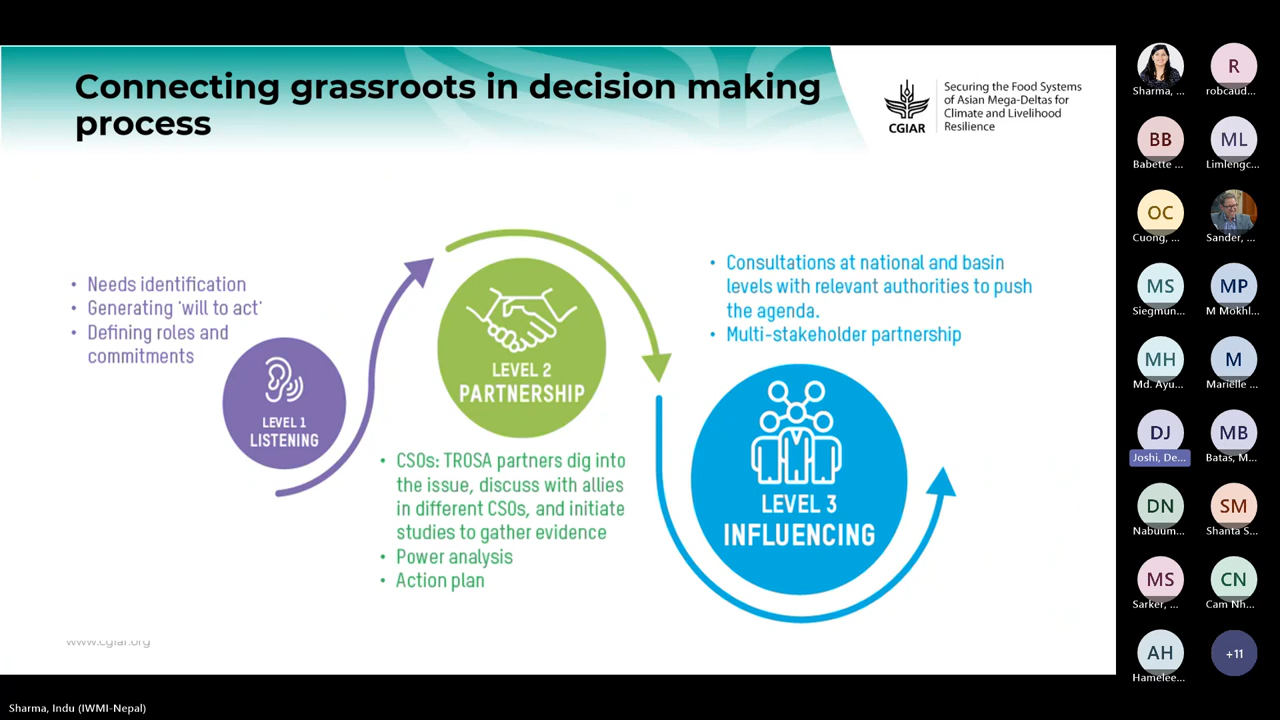 Connecting grassroots in decision making
process
CGIAR
Securing the Food Systems
of Asian Mega-Deltas for
Climate and Livelihood
Resilience
• Needs identification
• Generating 'will to act'
• Defining roles and
commitments
LEVEL 1
LISTENING
LEVEL 2
PARTNERSHIP
• CSOs: TROSA partners dig into
the issue, discuss with allies
in different CSOs, and initiate
studies to gather evidence
• Power analysis
• Action plan
• Consultations at national and basin
levels with relevant authorities to push
the agenda.
• Multi-stakeholder partnership
LEVEL 3
INFLUENCING
www.cgiar.org
Sharma, ...
R
robcaud...
BB
Babette ...
ML
Limlengc...
OC
Cuong, ...
Sander, ...
MS
Siegmun...
MP
M Mokhl...
MH
Md. Ayu...
M
Marielle ...
DJ
Joshi, De...
MB
Batas, M...
DN
Nabuum...
SM
Shanta S...
MS
Sarker, ...
CN
Cam Nh...
AH
Hamelee...
+11
Sharma, Indu (IWMI-Nepal)